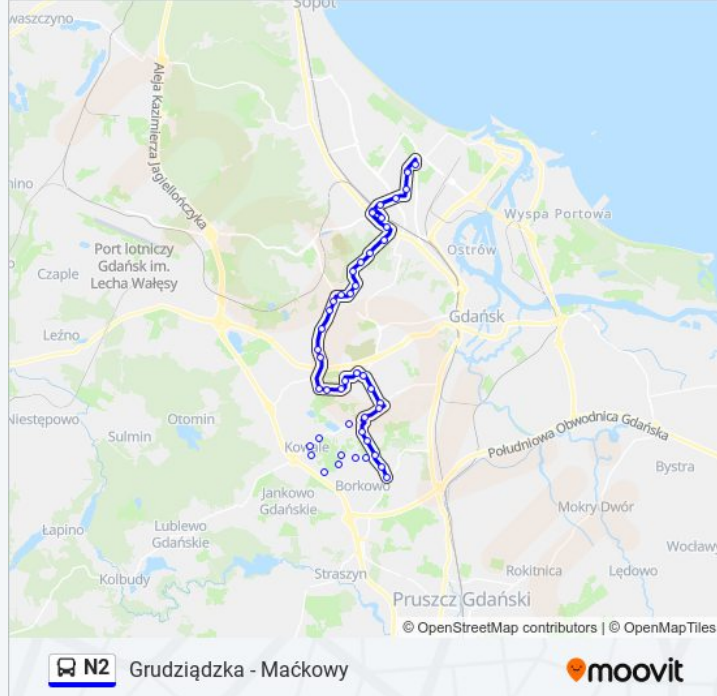 Sopot
waszczyno
Aleja Kazimierza Jagiellończyka
nino
Wyspa Portowa
Port lotniczy
Gdańsk im.
Lecha Wałęsy
Ostrów
Czaple
Gdańsk
Leźno
Niestępowo
Otomin
Sulmin
Kowale
Południowa Obwodnica Gdańska
Bystra
Borkowo
Jankowo
Gdańskie
Mokry Dwór
Łapino
Lublewo
Gdańskie
Wocławy
Kolbudy
Straszyn
Rokitnica
Lędowo
Pruszcz Gdański
© OpenStreetMap contributors | © OpenMapTiles
N2 Grudziądzka - Maćkowy
moovit